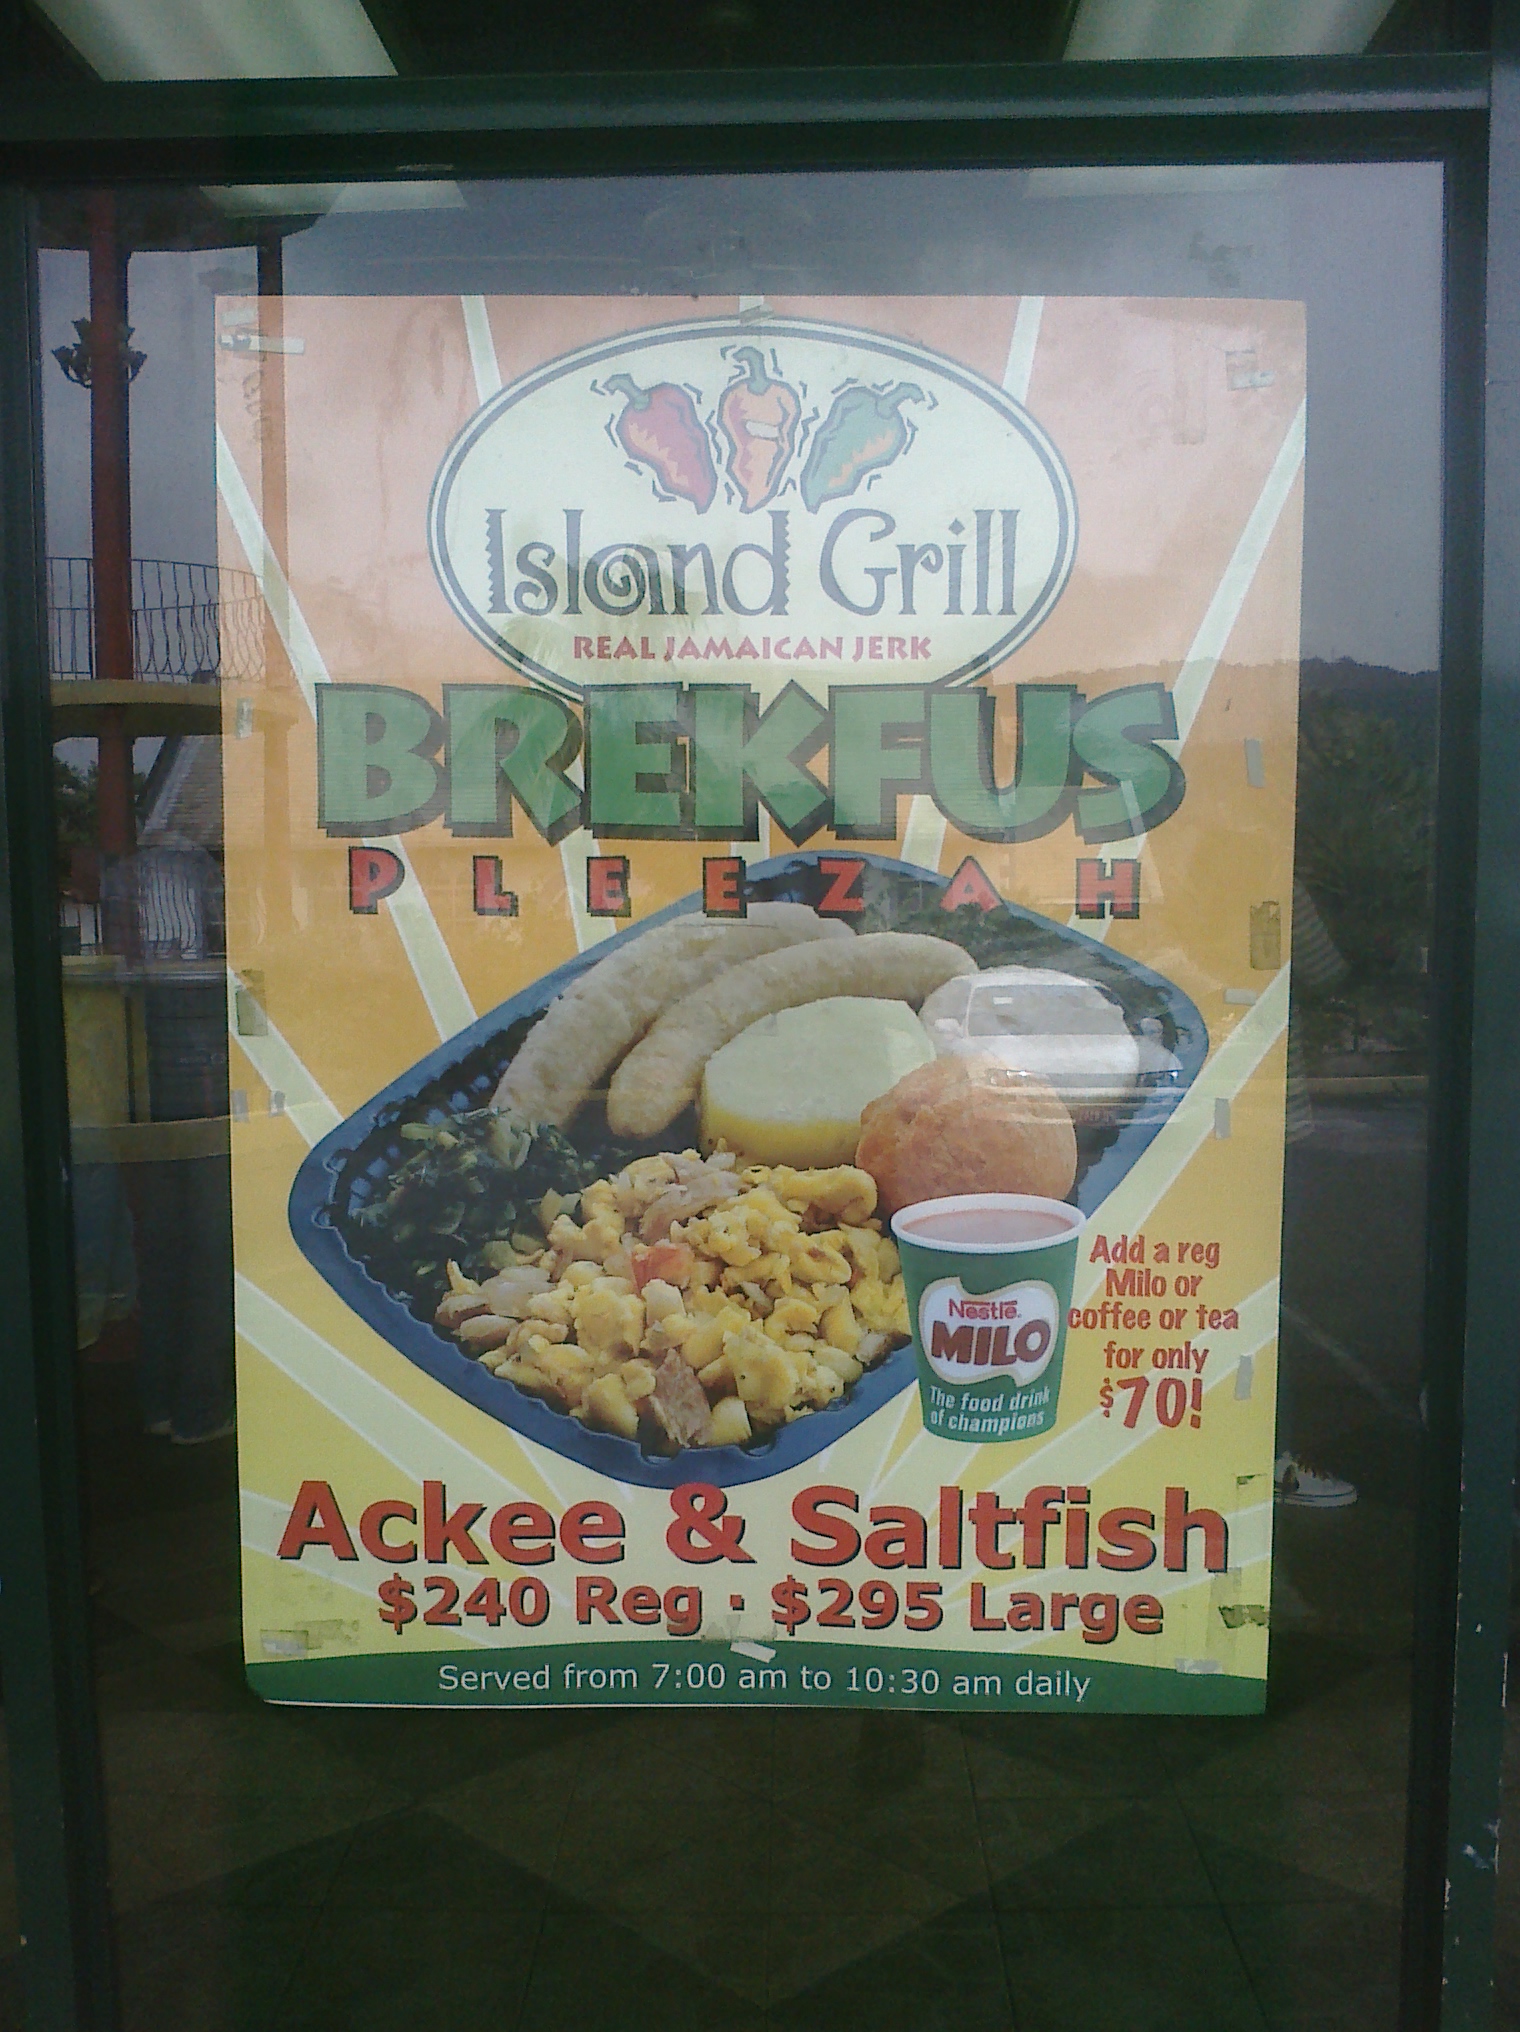 Island Grill
REAL JAMAICAN JERK
BREKFUS
PLEEZAH
Add a reg
Milo or
coffee or tea
for only
$70!
Nestlé
MILO
The food drink
of champions
Ackee & Saltfish
$240 Reg · $295 Large
Served from 7:00 am to 10:30 am daily